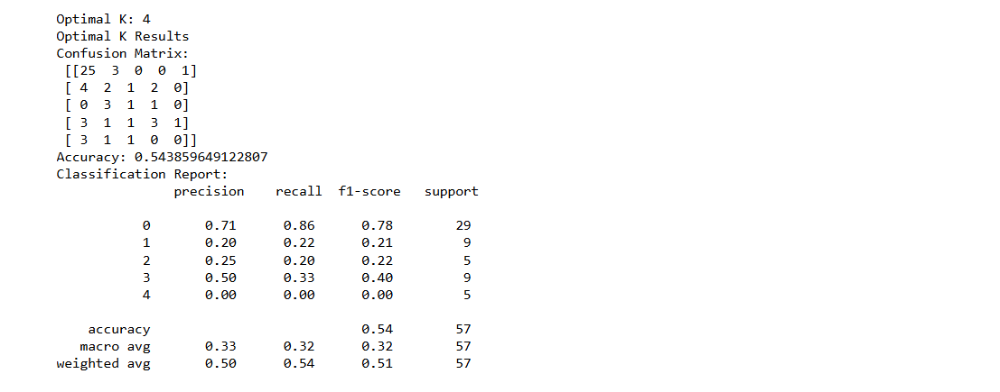 Optimal K: 4
Optimal K Results
Confusion Matrix:
[[25 3 0 0 1]
[ 4 2 1 2 0]
[ 0 3 1 1 0]
[ 3 1 1 3 1]
[ 3 1 1 0 0]]
Accuracy: 0.543859649122807
Classification Report:
precision recall f1-score support
0 0.71 0.86 0.78 29
1 0.20 0.22 0.21 9
2 0.25 0.20 0.22 5
3 0.50 0.33 0.40 9
4 0.00 0.00 0.00 5
accuracy 0.54 57
macro avg 0.33 0.32 0.32 57
weighted avg 0.50 0.54 0.51 57